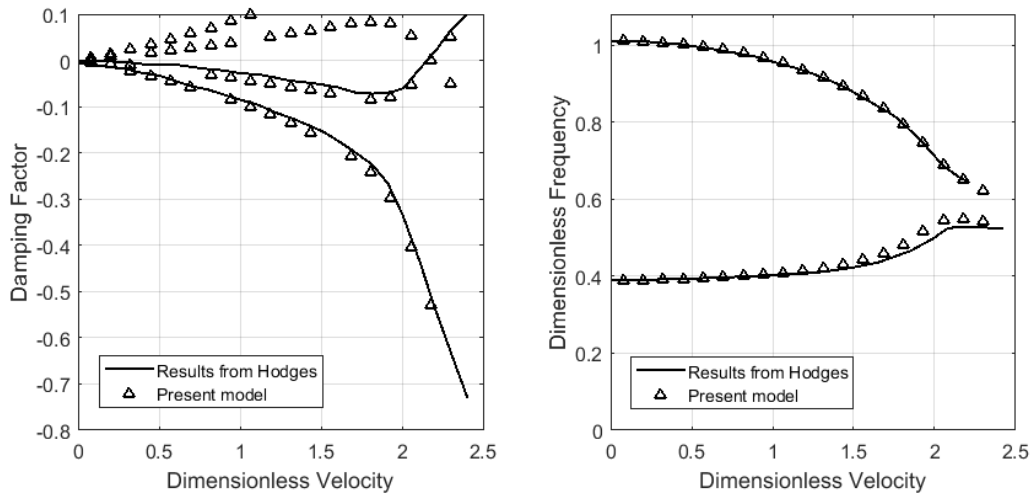 0.1
0
-0.1
-0.2
-0.3
-0.4
-0.5
-0.6
-0.7
-0.8
Damping Factor
Results from Hodges
Present model
0 0.5 1 1.5 2 2.5
Dimensionless Velocity
1
0.8
0.6
0.4
0.2
0
Dimensionless Frequency
Results from Hodges
Present model
0 0.5 1 1.5 2 2.5
Dimensionless Velocity